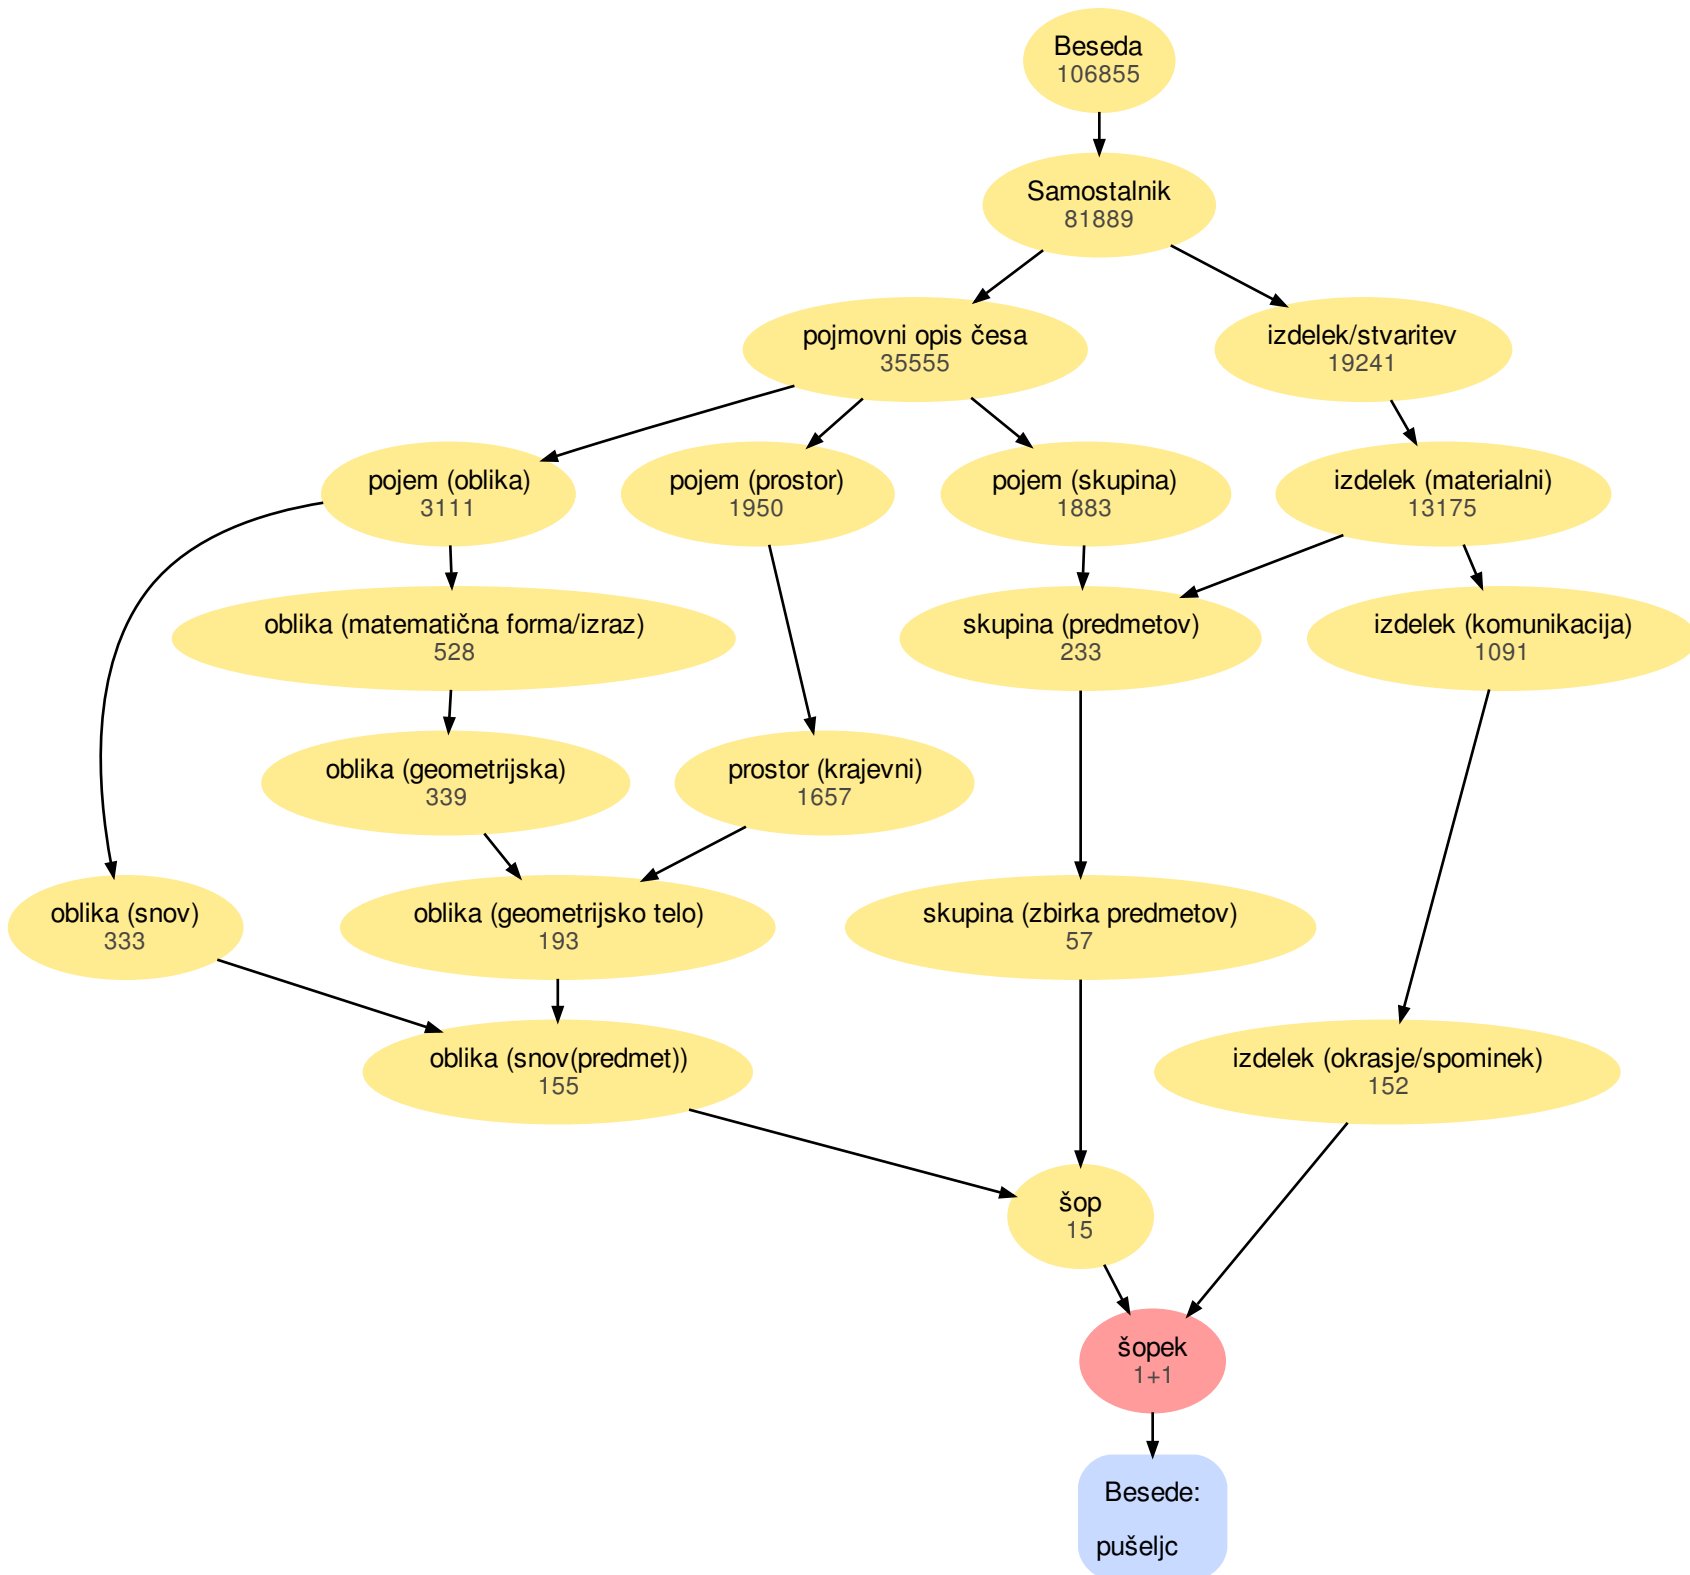 Beseda
106855
Samostalnik
81889
pojmovni opis česa
35555
izdelek/stvaritev
19241
pojem (oblika)
3111
pojem (prostor)
1950
pojem (skupina)
1883
izdelek (materialni)
13175
oblika (matematična forma/izraz)
528
skupina (predmetov)
233
izdelek (komunikacija)
1091
oblika (geometrijska)
339
prostor (krajevni)
1657
oblika (snov)
333
oblika (geometrijsko telo)
193
skupina (zbirka predmetov)
57
oblika (snov(predmet))
155
izdelek (okrasje/spominek)
152
šop
15
šopek
1+1
Besede:
pušeljc